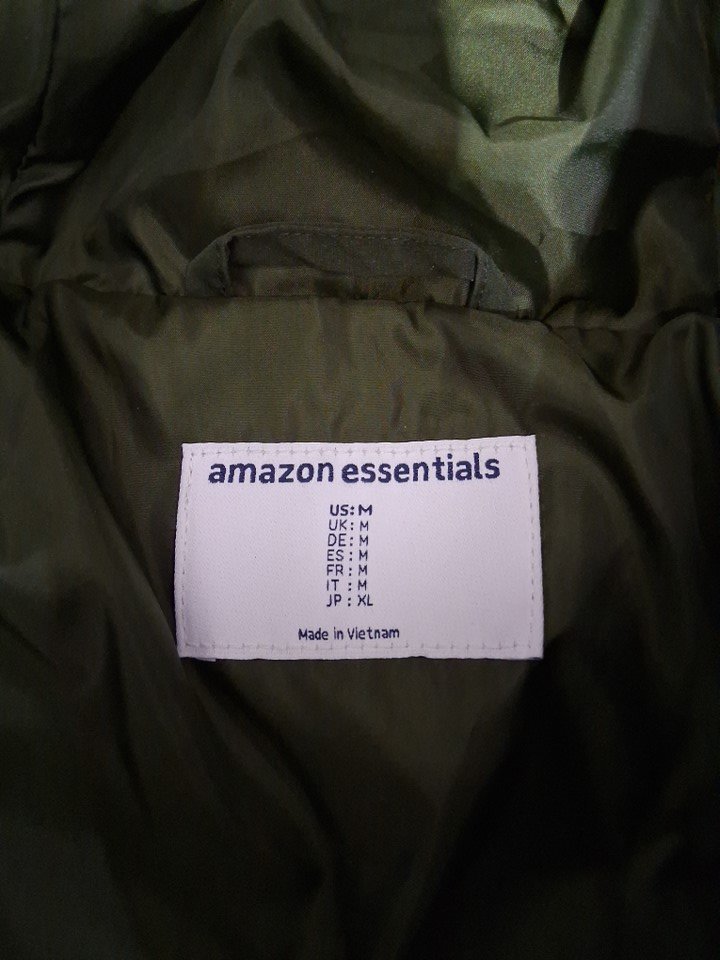 amazon essentials
US: M
UK: M
DE: M
ES: M
FR: M
IT : M
JP : XL
Made in Vietnam